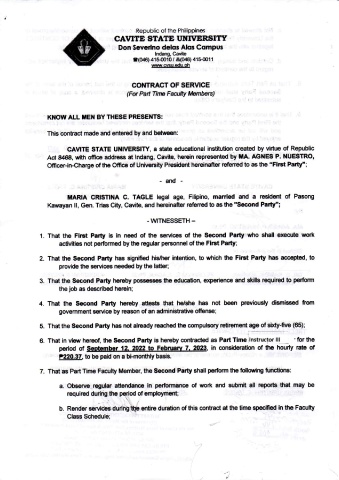 Republic of the Philippines
CAVITE STATE UNIVERSITY
Don Severino delas Alas Campus
Indang, Cavite
☎(046) 415-0010 / (046) 415-0011
www.cvsu.edu.ph
CONTRACT OF SERVICE
(For Part Time Faculty Members)
KNOW ALL MEN BY THESE PRESENTS:
This contract made and entered by and between:
CAVITE STATE UNIVERSITY, a state educational institution created by virtue of Republic
Act 8468, with office address at Indang, Cavite, herein represented by MA. AGNES P. NUESTRO,
Officer-in-Charge of the Office of University President hereinafter referred to as the "First Party";
- and -
MARIA CRISTINA C. TAGLE legal age, Filipino, married and a resident of Pasong
Kawayan II, Gen. Trias City, Cavite, and hereinafter referred to as the "Second Party";
- WITNESSETH –
1. That the First Party is in need of the services of the Second Party who shall execute work
activities not performed by the regular personnel of the First Party;
2. That the Second Party has signified his/her intention, to which the First Party has accepted, to
provide the services needed by the latter;
3. That the Second Party hereby possesses the education, experience and skills required to perform
the job as described herein;
4. That the Second Party hereby attests that he/she has not been previously dismissed from
government service by reason of an administrative offense;
5. That the Second Party has not already reached the compulsory retirement age of sixty-five (65);
6. That in view hereof, the Second Party is hereby contracted as Part Time Instructor III for the
period of September 12, 2022 to February 7, 2023, in consideration of the hourly rate of
₱220.37, to be paid on a bi-monthly basis.
7. That as Part Time Faculty Member, the Second Party shall perform the following functions:
a. Observe regular attendance in performance of work and submit all reports that may be
required during the period of employment;
b. Render services during the entire duration of this contract at the time specified in the Faculty
Class Schedule;